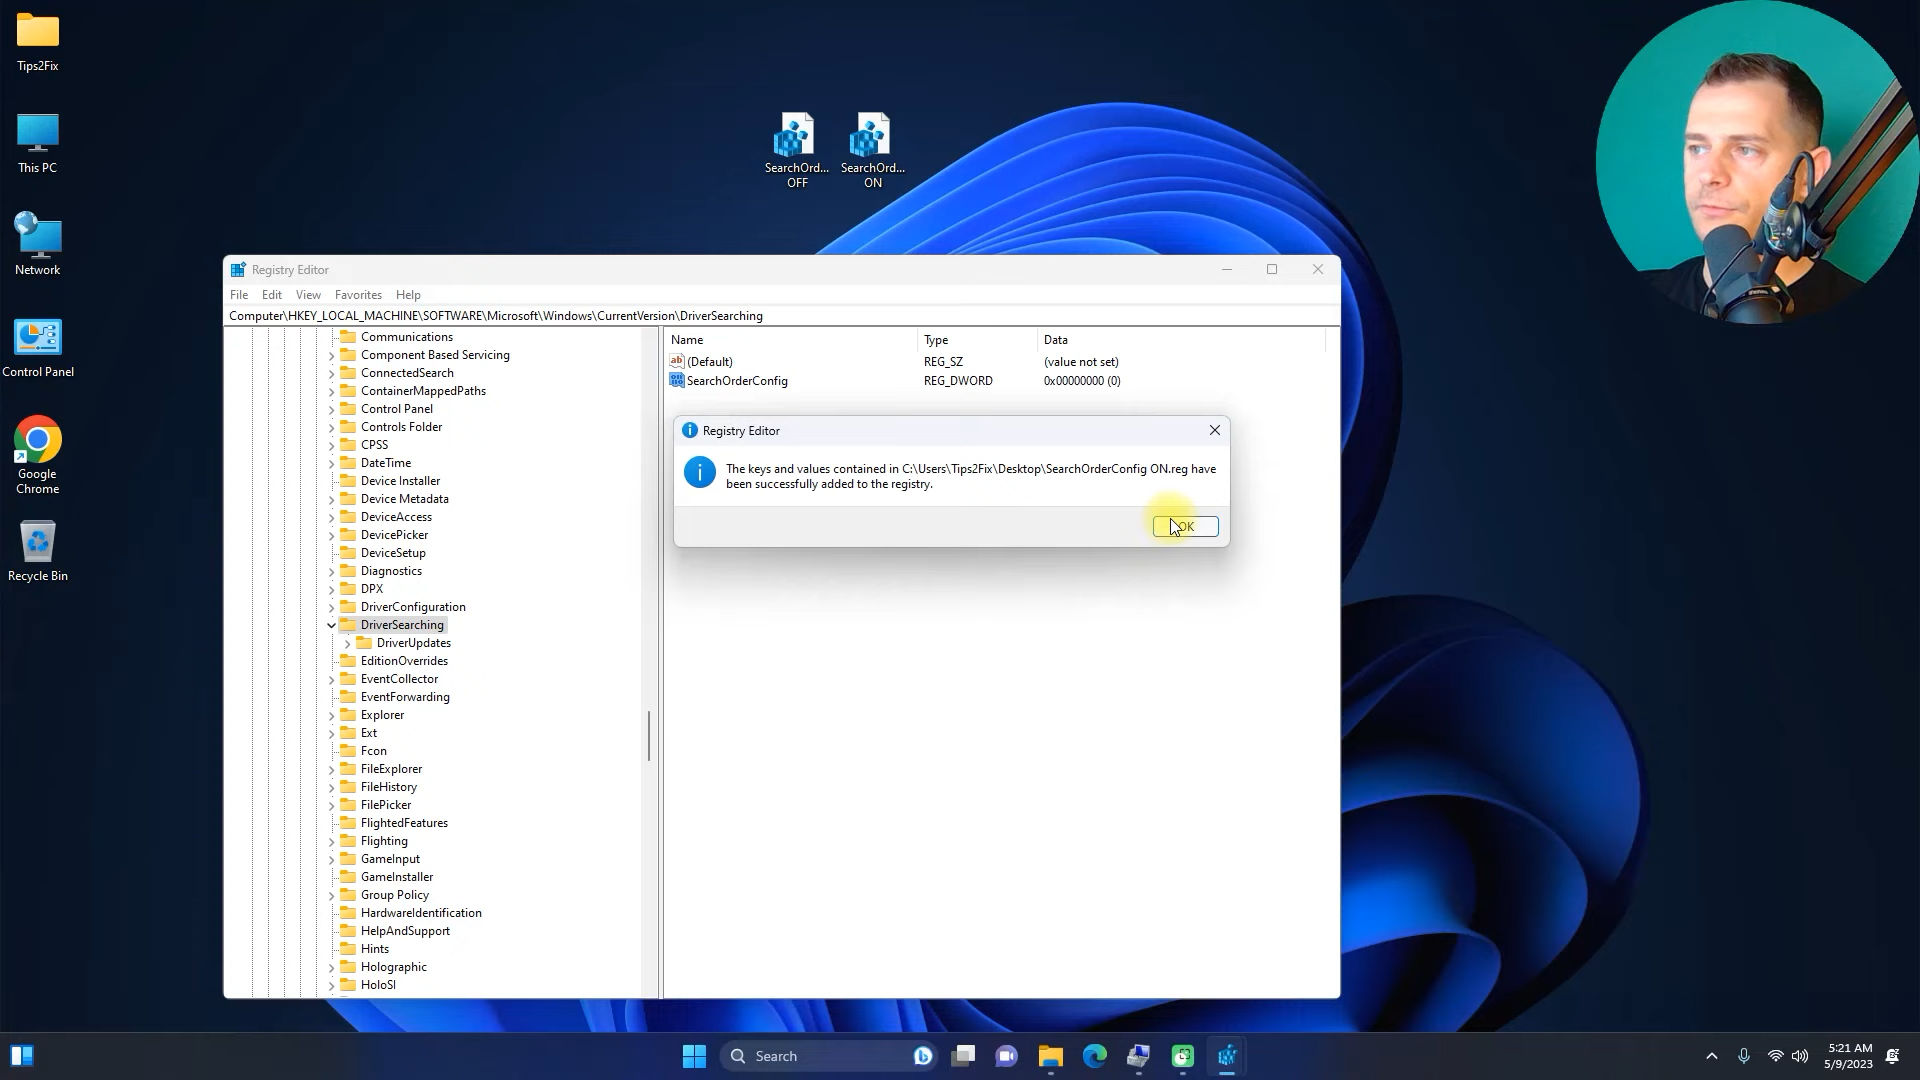 Tips2Fix
This PC
Network
Control Panel
Google
Chrome
Recycle Bin
SearchOrd...
OFF
SearchOrd...
ON
Registry Editor
File Edit View Favorites Help
Computer\HKEY_LOCAL_MACHINE\SOFTWARE\Microsoft\Windows\CurrentVersion\DriverSearching
Communications
Component Based Servicing
ConnectedSearch
ContainerMappedPaths
Control Panel
Controls Folder
CPSS
DateTime
Device Installer
Device Metadata
DeviceAccess
DevicePicker
DeviceSetup
Diagnostics
DPX
DriverConfiguration
DriverSearching
DriverUpdates
EditionOverrides
EventCollector
EventForwarding
Explorer
Ext
Fcon
FileExplorer
FileHistory
FilePicker
FlightedFeatures
Flighting
GameInput
GameInstaller
Group Policy
HardwareIdentification
HelpAndSupport
Hints
Holographic
HoloSI
Name Type Data
(Default) REG_SZ (value not set)
SearchOrderConfig REG_DWORD 0x00000000 (0)
Registry Editor
The keys and values contained in C:\Users\Tips2Fix\Desktop\SearchOrderConfig ON.reg have
been successfully added to the registry.
OK
Search
5:21 AM
5/9/2023